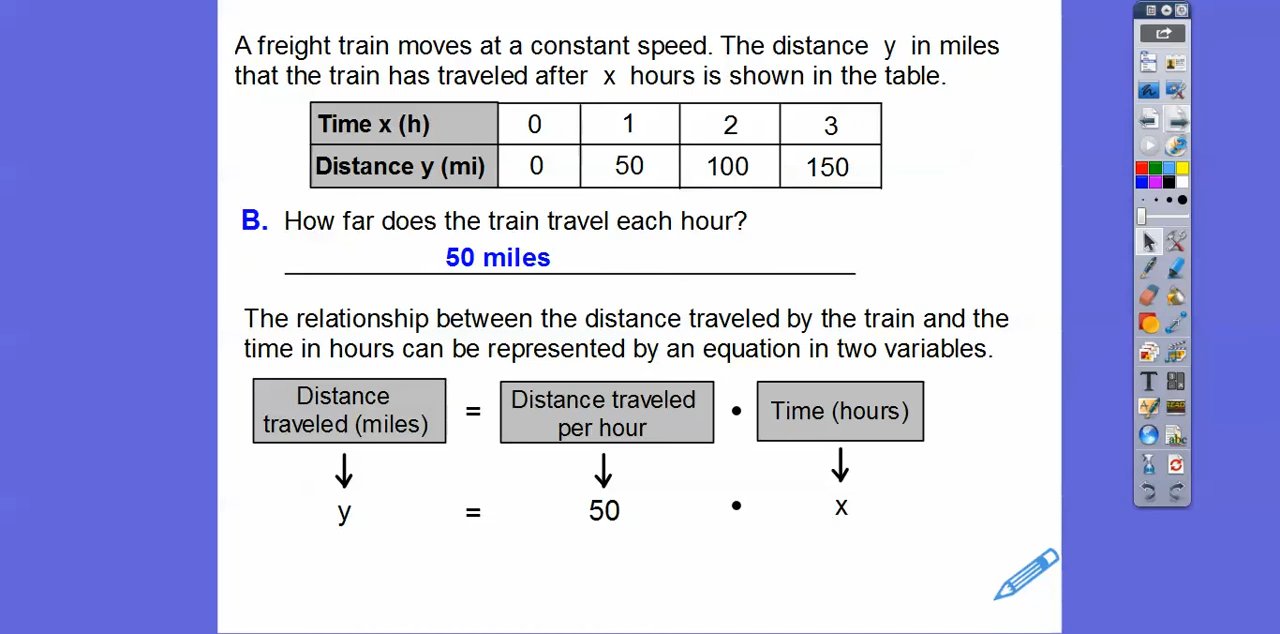 A freight train moves at a constant speed. The distance y in miles
that the train has traveled after x hours is shown in the table.
Time x (h) 0 1 2 3
Distance y (mi) 0 50 100 150
B. How far does the train travel each hour?
50 miles
The relationship between the distance traveled by the train and the
time in hours can be represented by an equation in two variables.
Distance
traveled (miles)
=
Distance traveled
per hour
•
Time (hours)
y = 50 • x
T
abc